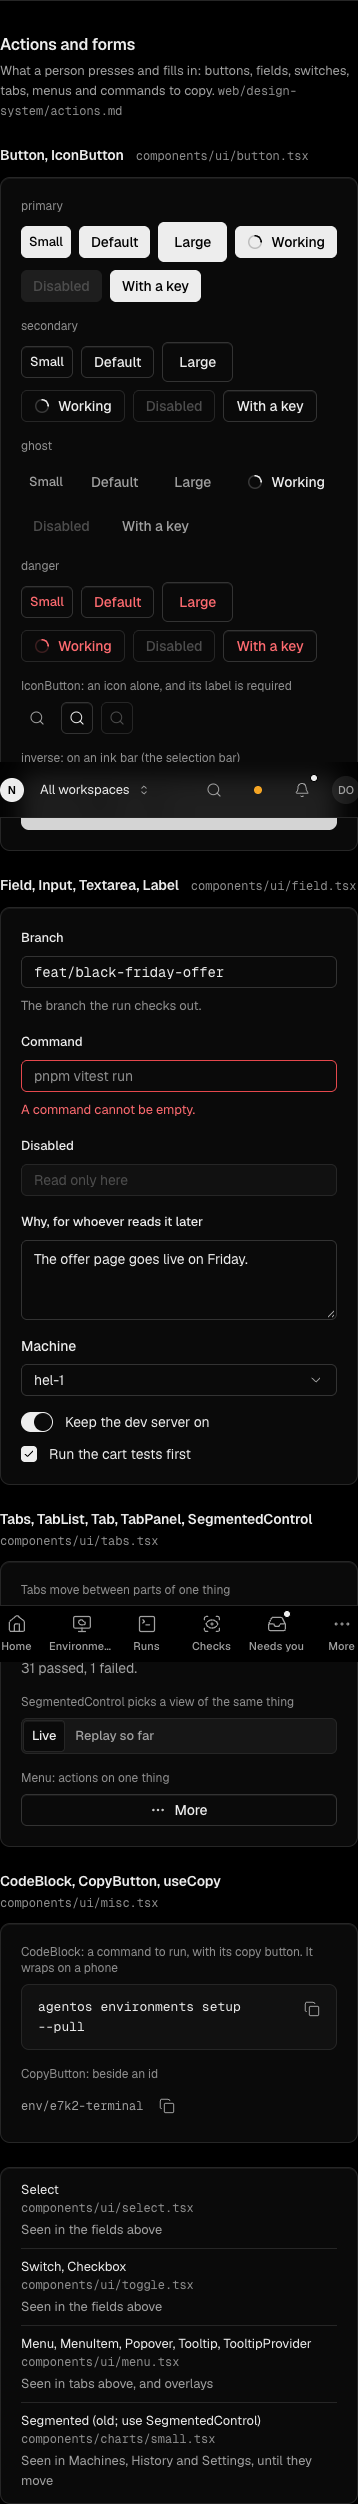 Actions and forms
What a person presses and fills in: buttons, fields, switches,
tabs, menus and commands to copy. web/design-
system/actions.md
Button, IconButton components/ui/button.tsx
primary
Small Default Large Working
Disabled With a key
secondary
Small Default Large
Working Disabled With a key
ghost
Small Default Large Working
Disabled With a key
danger
Small Default Large
Working Disabled With a key
IconButton: an icon alone, and its label is required
inverse: on an ink bar (the selection bar)
N All workspaces DO
Field, Input, Textarea, Label components/ui/field.tsx
Branch
feat/black-friday-offer
The branch the run checks out.
Command
pnpm vitest run
A command cannot be empty.
Disabled
Read only here
Why, for whoever reads it later
The offer page goes live on Friday.
Machine
hel-1
Keep the dev server on
Run the cart tests first
Tabs, TabList, Tab, TabPanel, SegmentedControl
components/ui/tabs.tsx
Tabs move between parts of one thing
Home Environme... Runs Checks Needs you More
31 passed, 1 failed.
SegmentedControl picks a view of the same thing
Live Replay so far
Menu: actions on one thing
More
CodeBlock, CopyButton, useCopy
components/ui/misc.tsx
CodeBlock: a command to run, with its copy button. It
wraps on a phone
agentos environments setup
--pull
CopyButton: beside an id
env/e7k2-terminal
Select
components/ui/select.tsx
Seen in the fields above
Switch, Checkbox
components/ui/toggle.tsx
Seen in the fields above
Menu, MenuItem, Popover, Tooltip, TooltipProvider
components/ui/menu.tsx
Seen in tabs above, and overlays
Segmented (old; use SegmentedControl)
components/charts/small.tsx
Seen in Machines, History and Settings, until they
move